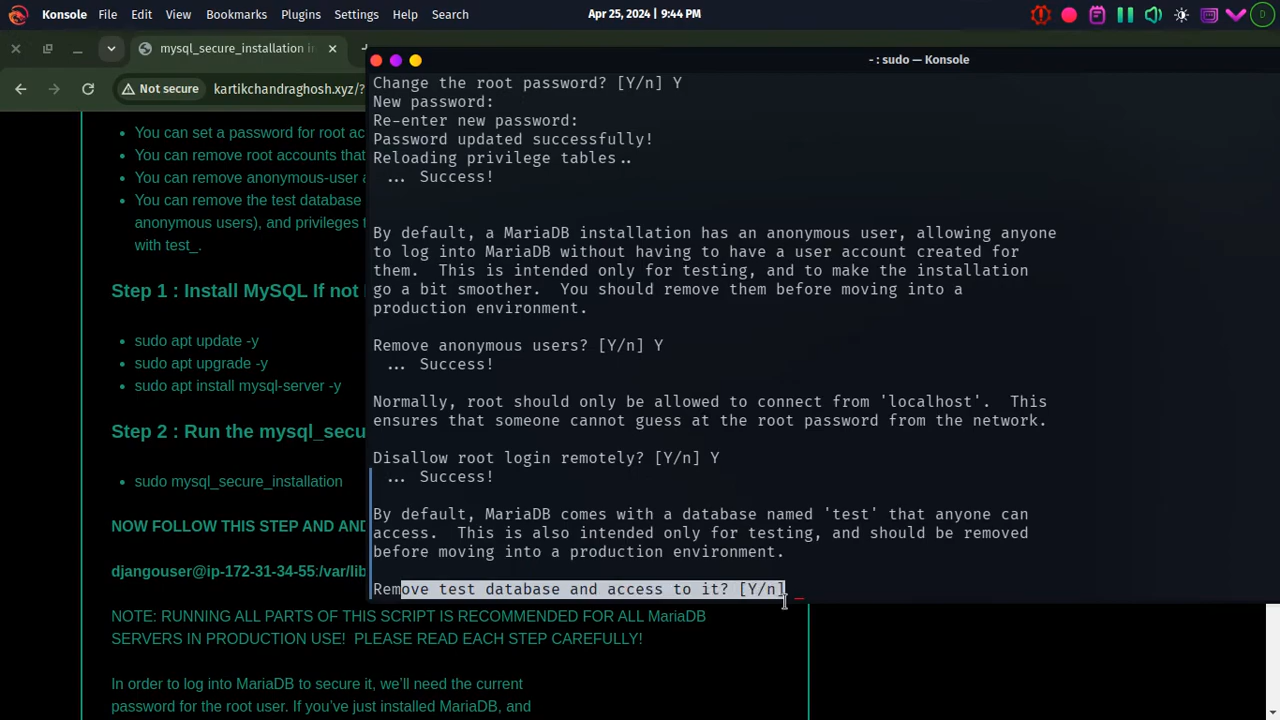 Konsole File Edit View Bookmarks Plugins Settings Help Search Apr 25, 2024 | 9:44 PM D
mysql_secure_installation i
Not secure kartikchandraghosh.xyz/?
You can set a password for root ac
You can remove root accounts that
You can remove anonymous-user a
You can remove the test database
anonymous users), and privileges t
with test_.
Step 1 : Install MySQL If not
sudo apt update -y
sudo apt upgrade -y
sudo apt install mysql-server -y
Step 2 : Run the mysql_secu
sudo mysql_secure_installation
NOW FOLLOW THIS STEP AND AND
djangouser@ip-172-31-34-55:/var/lib
NOTE: RUNNING ALL PARTS OF THIS SCRIPT IS RECOMMENDED FOR ALL MariaDB
SERVERS IN PRODUCTION USE!  PLEASE READ EACH STEP CAREFULLY!
In order to log into MariaDB to secure it, we'll need the current
password for the root user. If you've just installed MariaDB, and
~ : sudo — Konsole
Change the root password? [Y/n] Y
New password:
Re-enter new password:
Password updated successfully!
Reloading privilege tables..
... Success!
By default, a MariaDB installation has an anonymous user, allowing anyone
to log into MariaDB without having to have a user account created for
them.  This is intended only for testing, and to make the installation
go a bit smoother.  You should remove them before moving into a
production environment.
Remove anonymous users? [Y/n] Y
... Success!
Normally, root should only be allowed to connect from 'localhost'.  This
ensures that someone cannot guess at the root password from the network.
Disallow root login remotely? [Y/n] Y
... Success!
By default, MariaDB comes with a database named 'test' that anyone can
access.  This is also intended only for testing, and should be removed
before moving into a production environment.
Remove test database and access to it? [Y/n] _